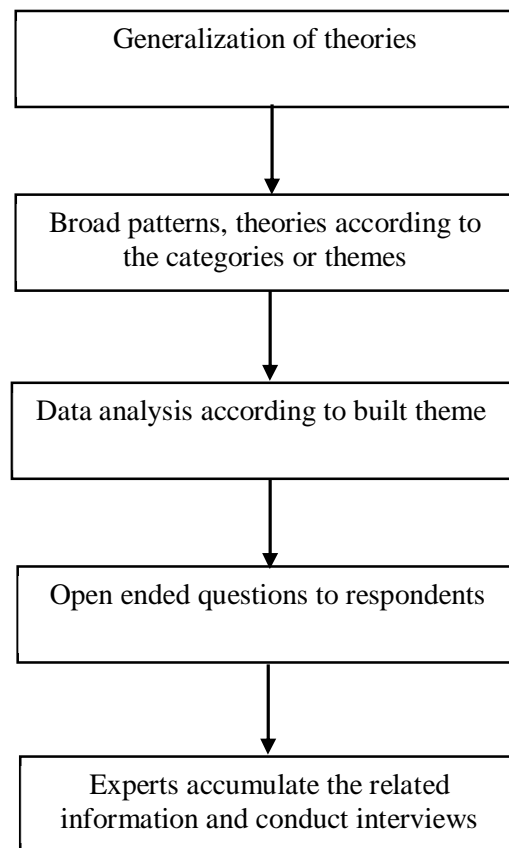 Generalization of theories
Broad patterns, theories according to
the categories or themes
Data analysis according to built theme
Open ended questions to respondents
Experts accumulate the related
information and conduct interviews